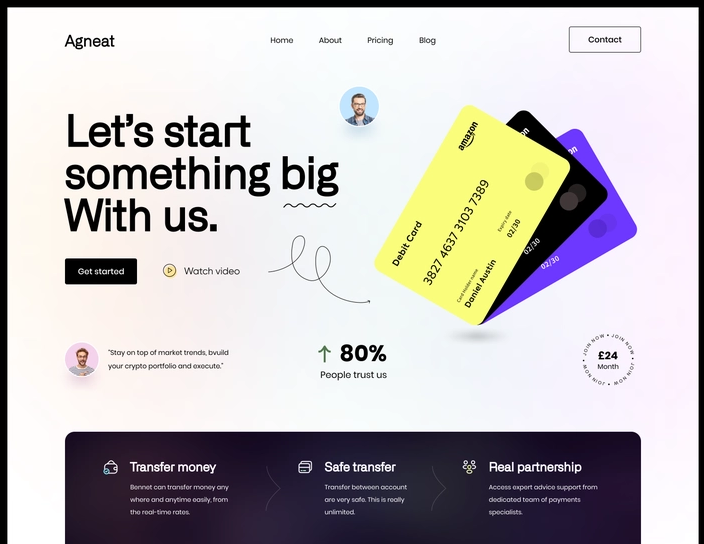 Agneat
Home
About
Pricing
Blog
Contact
Let's start
something big
With us.
Get started
Watch video
amazon
Debit Card
3827 4637 3103 7389
Expiry date
02/30
Card Holder name
Daniel Austin
on
02/30
on
02/30
"Stay on top of market trends, bvuild
your crypto portfolio and execute."
80%
People trust us
JOIN NOW • JOIN NOW • JOIN NOW • JOIN NOW •
£24
Month
Transfer money
Bennet can transfer money any
where and anytime easily, from
the real-time rates.
Safe transfer
Transfer between account
are very safe. This is really
unlimited.
Real partnership
Access expert advice support from
dedicated team of payments
specialists.